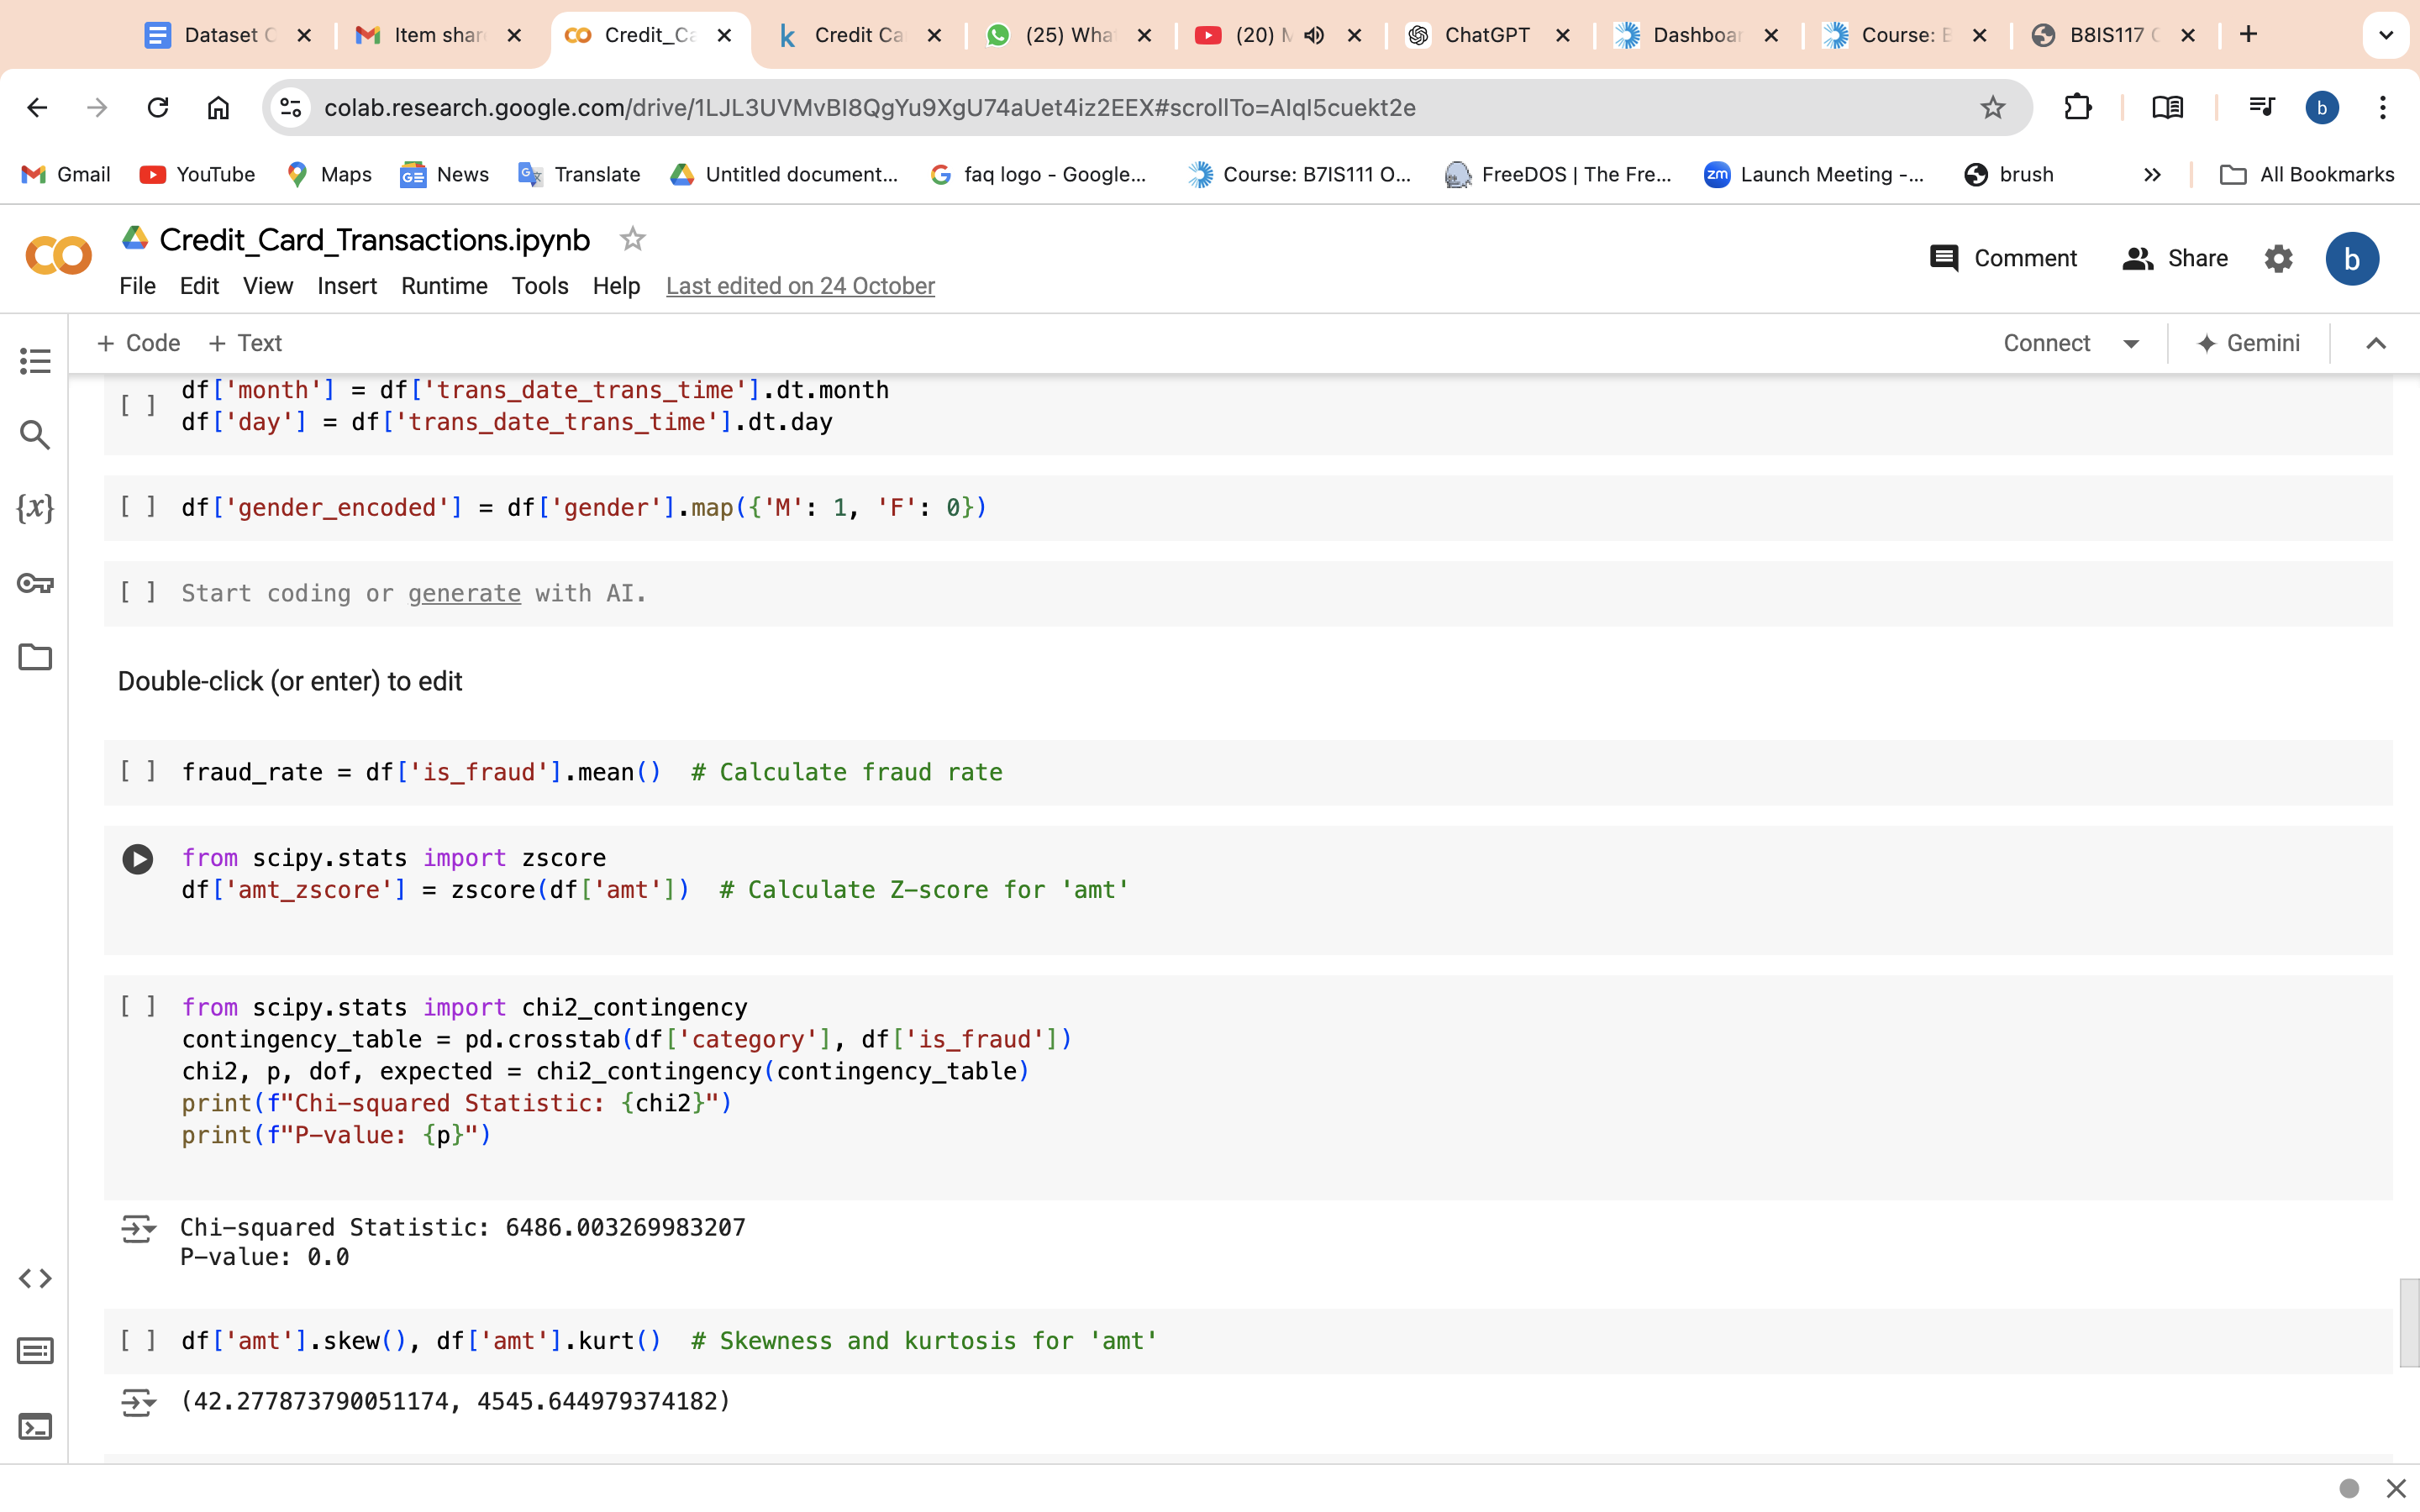 Dataset C
Item shar
Credit_Ca
Credit Ca
(25) Wha
(20) M
ChatGPT
Dashboar
Course: B
B8IS117 C
colab.research.google.com/drive/1LJL3UVMvBI8QgYu9XgU74aUet4iz2EEX#scrollTo=AIqI5cuekt2e
b
Gmail
YouTube
Maps
News
Translate
Untitled document...
faq logo - Google...
Course: B7IS111 O...
FreeDOS | The Fre...
zm Launch Meeting -...
brush
All Bookmarks
Credit_Card_Transactions.ipynb
Comment
Share
b
File Edit View Insert Runtime Tools Help Last edited on 24 October
+ Code + Text
Connect
Gemini
df['month'] = df['trans_date_trans_time'].dt.month
[ ] df['day'] = df['trans_date_trans_time'].dt.day
[ ] df['gender_encoded'] = df['gender'].map({'M': 1, 'F': 0})
[ ] Start coding or generate with AI.
Double-click (or enter) to edit
[ ] fraud_rate = df['is_fraud'].mean()  # Calculate fraud rate
from scipy.stats import zscore
df['amt_zscore'] = zscore(df['amt'])  # Calculate Z-score for 'amt'
[ ] from scipy.stats import chi2_contingency
contingency_table = pd.crosstab(df['category'], df['is_fraud'])
chi2, p, dof, expected = chi2_contingency(contingency_table)
print(f"Chi-squared Statistic: {chi2}")
print(f"P-value: {p}")
Chi-squared Statistic: 6486.003269983207
P-value: 0.0
[ ] df['amt'].skew(), df['amt'].kurt()  # Skewness and kurtosis for 'amt'
(42.277873790051174, 4545.644979374182)